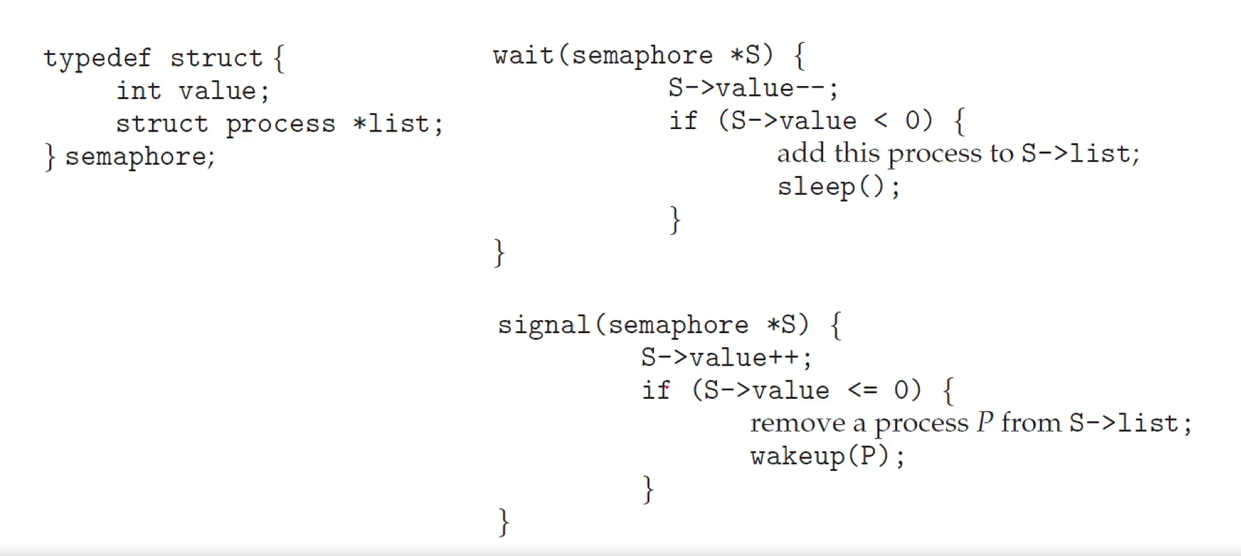 typedef struct {
int value;
struct process *list;
} semaphore;
wait(semaphore *S) {
S->value--;
if (S->value < 0) {
add this process to S->list;
sleep();
}
}
signal(semaphore *S) {
S->value++;
if (S->value <= 0) {
remove a process P from S->list;
wakeup(P);
}
}